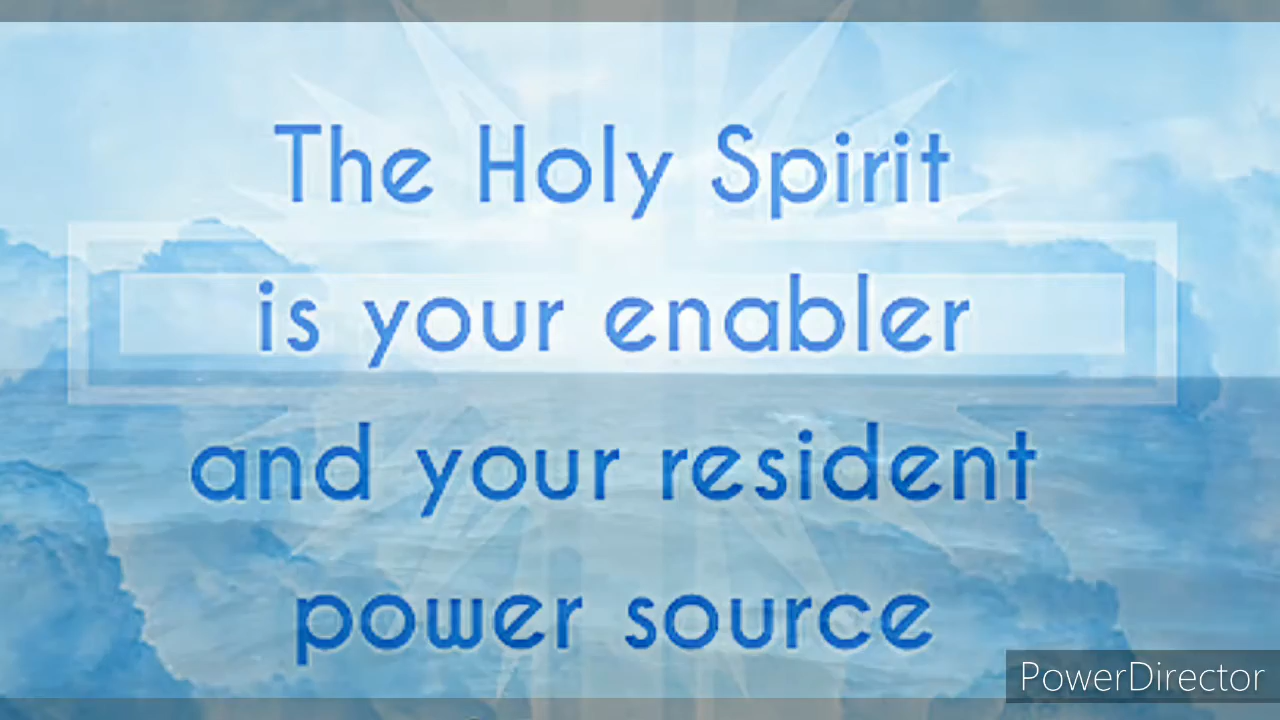 The Holy Spirit
is your enabler
and your resident
power source
PowerDirector